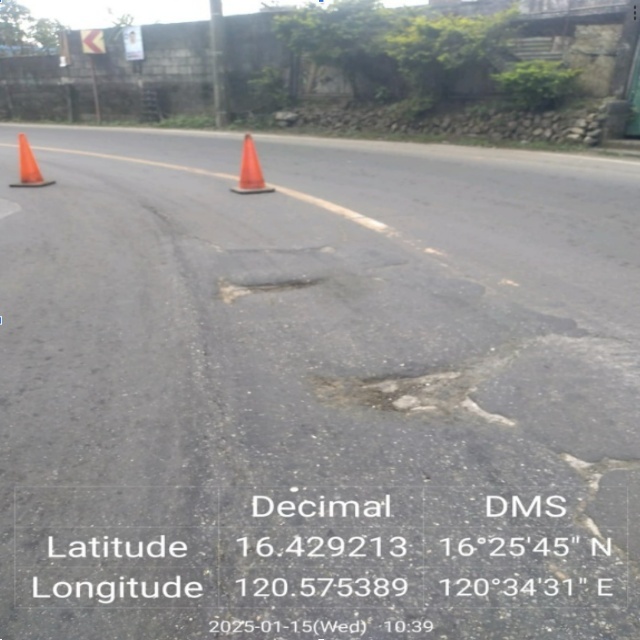 Decimal DMS
Latitude 16.429213 16°25'45" N
Longitude 120.575389 120°34'31" E
2025-01-15(Wed) 10:39